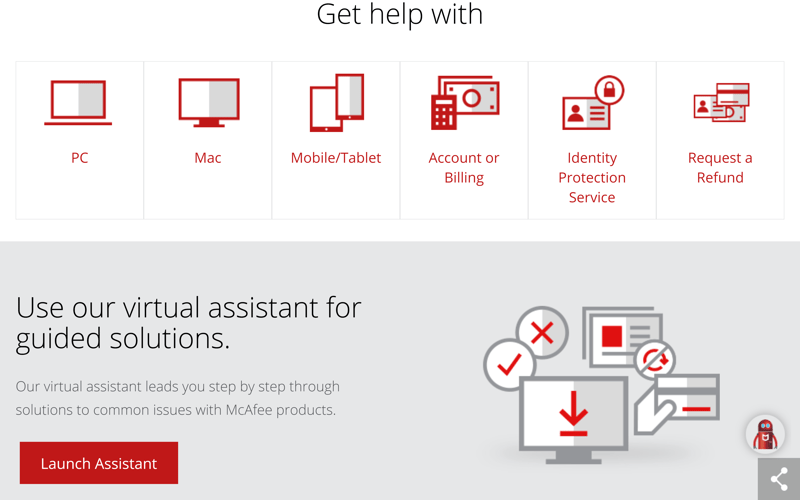 Get help with
PC
Mac
Mobile/Tablet
Account or
Billing
Identity
Protection
Service
Request a
Refund
Use our virtual assistant for
guided solutions.
Our virtual assistant leads you step by step through
solutions to common issues with McAfee products.
Launch Assistant